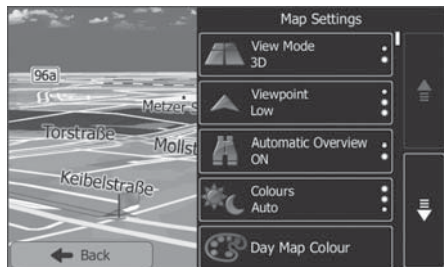 Map Settings
View Mode
3D
96a
Viewpoint
Low
Metzer-S
Torstraße
Mollst
Automatic Overview
ON
Keibelstraße
Colours
Auto
Back
Day Map Colour